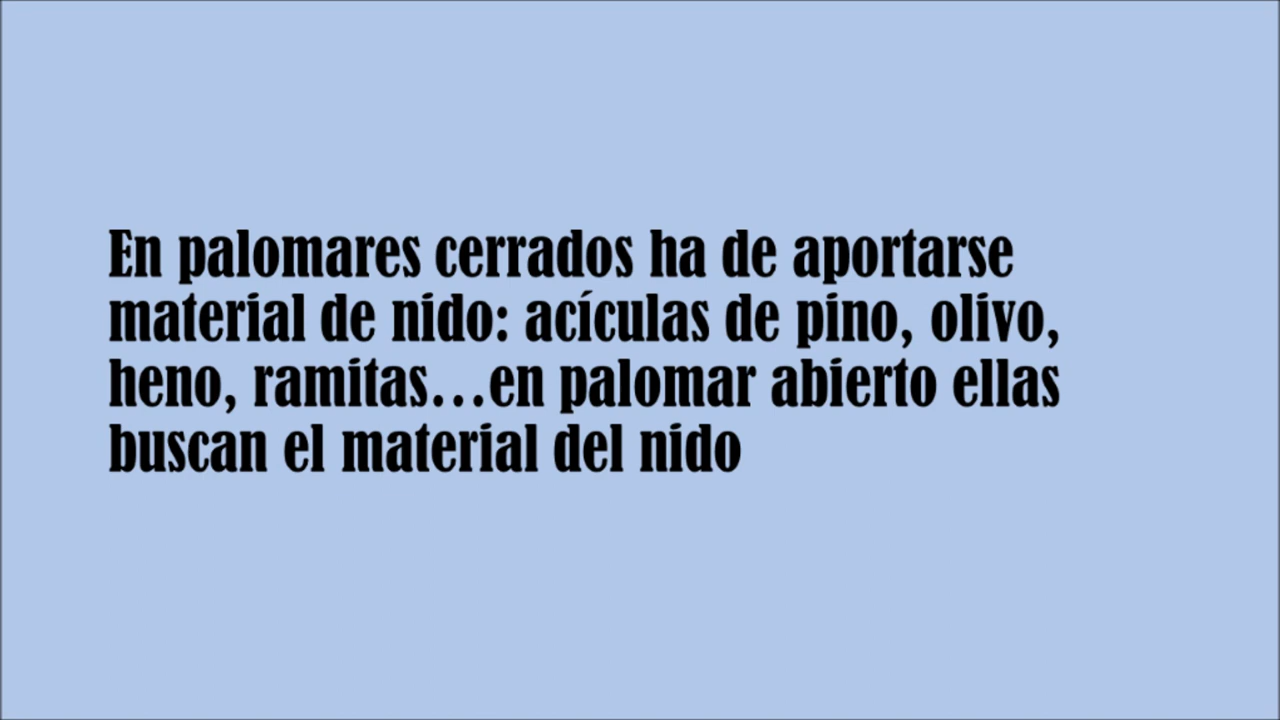 En palomares cerrados ha de aportarse
material de nido: acículas de pino, olivo,
heno, ramitas…en palomar abierto ellas
buscan el material del nido